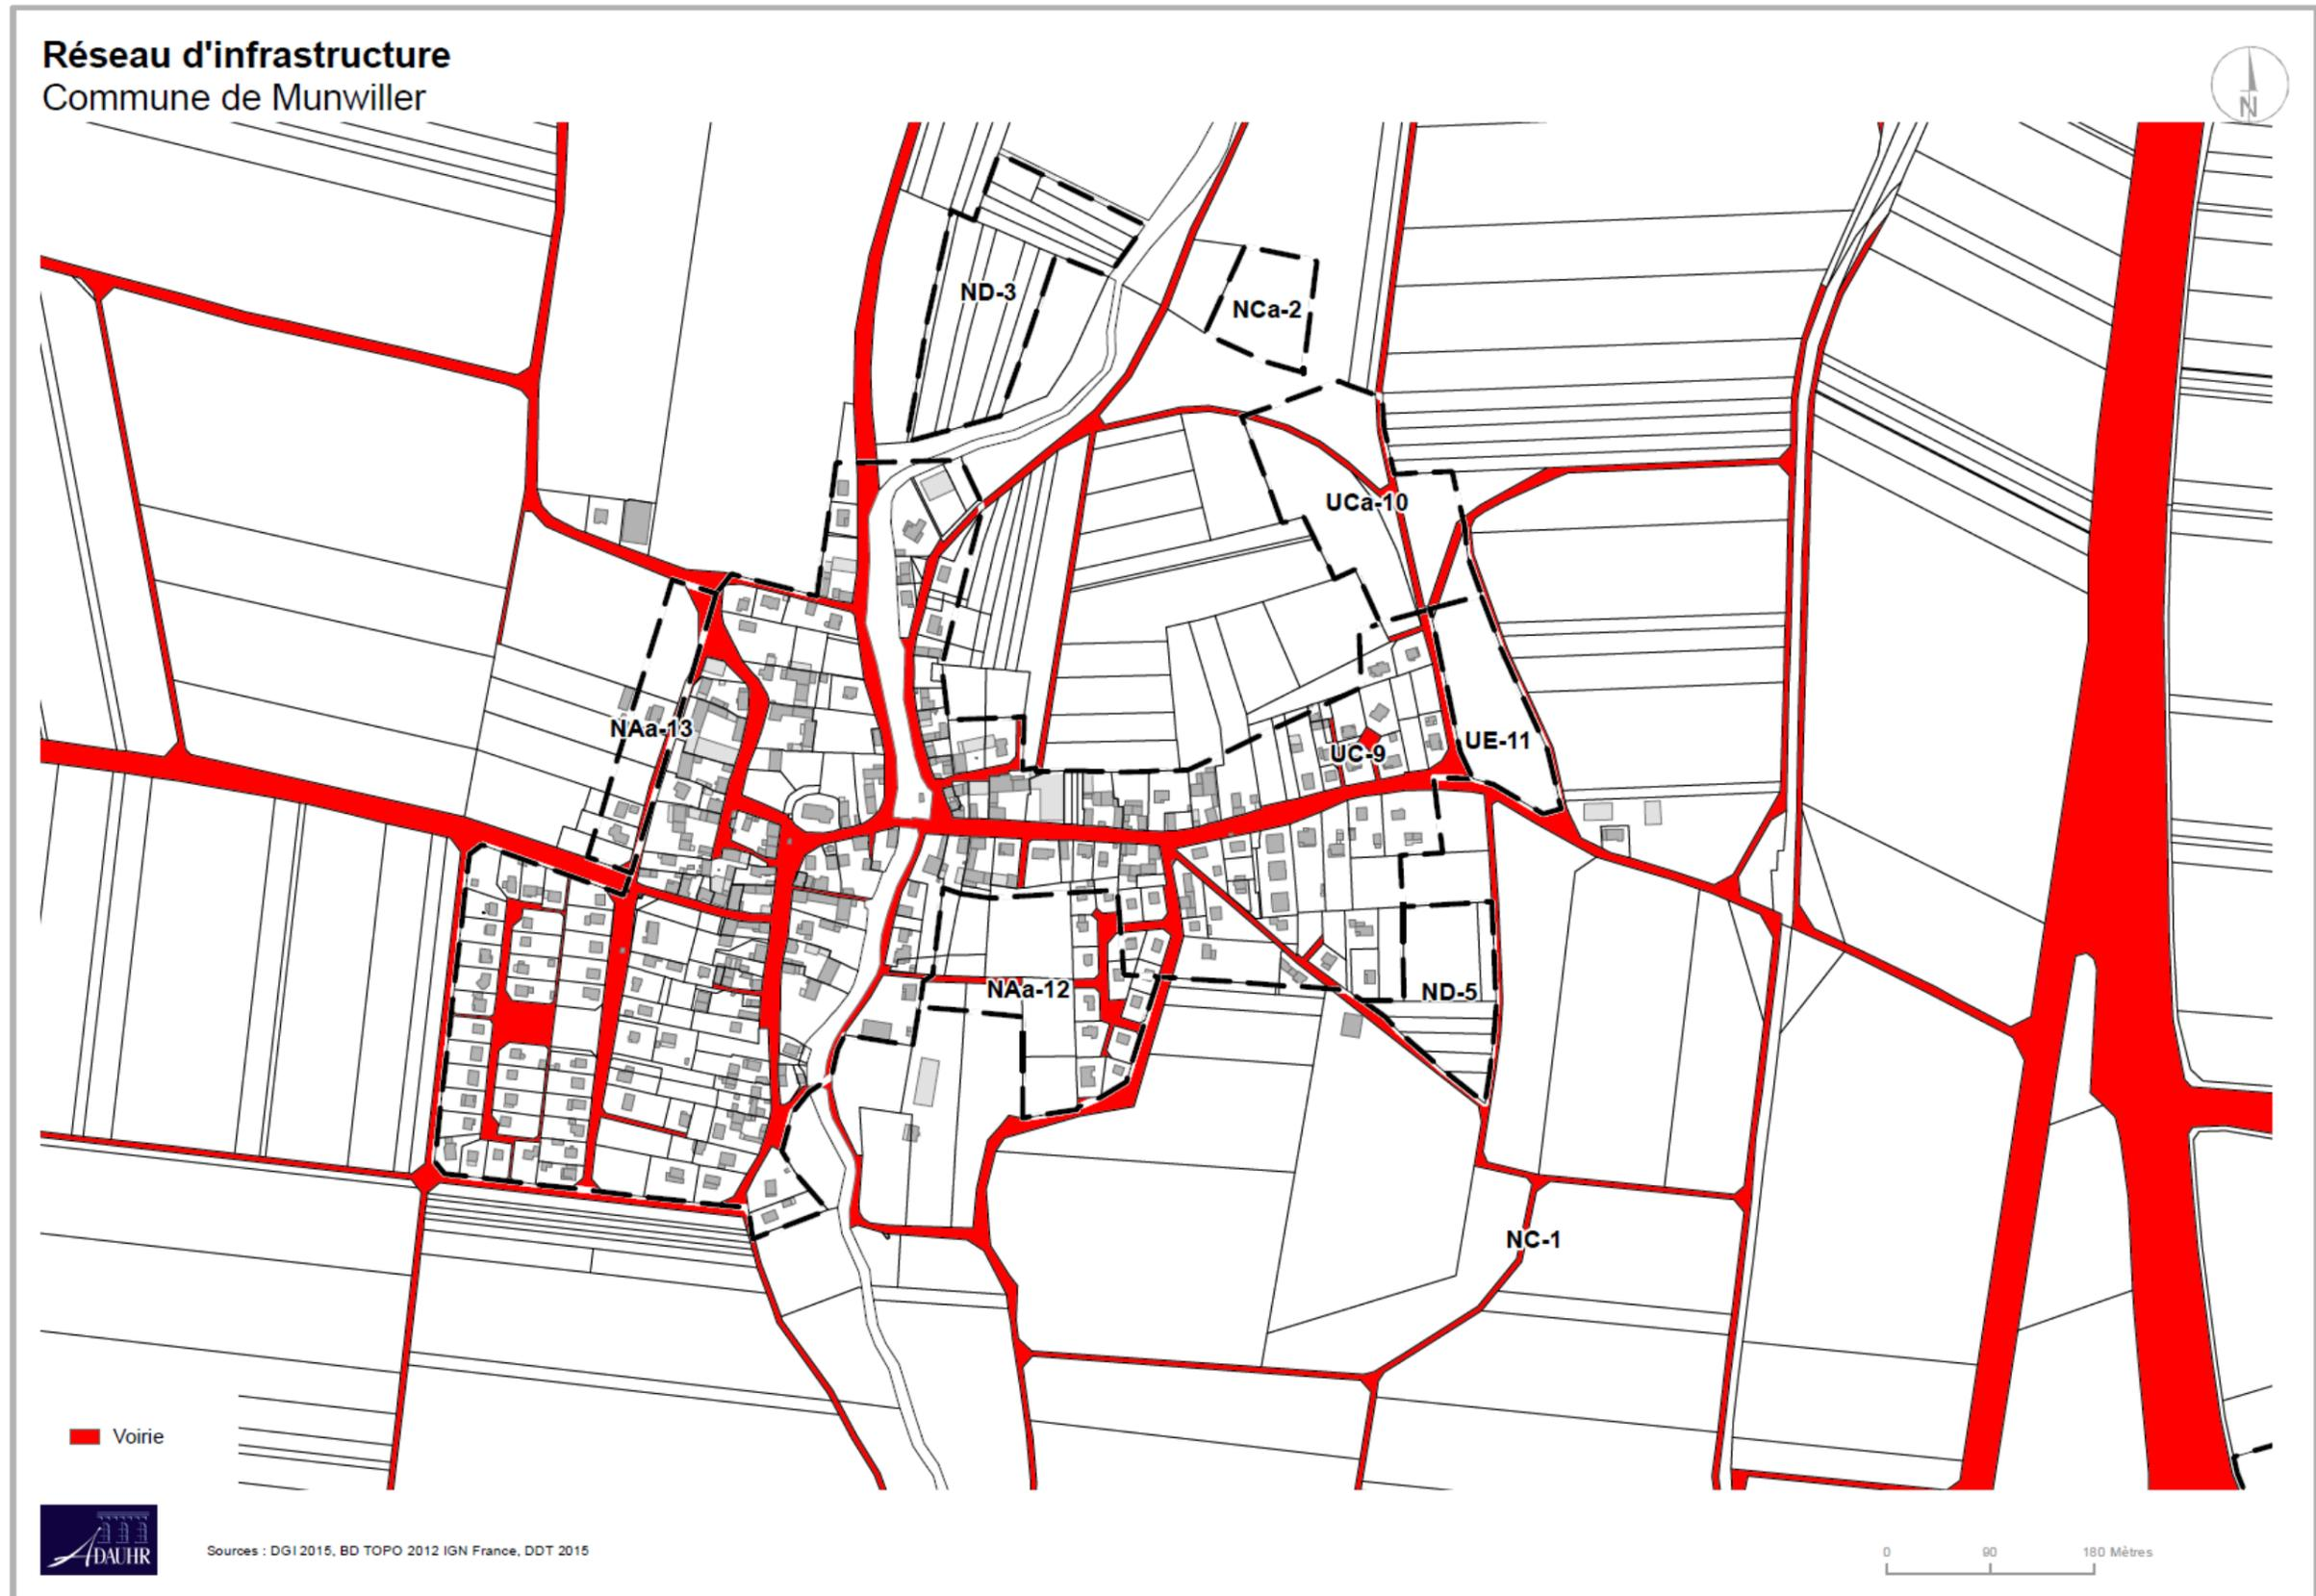 Réseau d'infrastructure
Commune de Munwiller
N
ND-3
NCa-2
UCa-10
NAa-13
UC-9
UE-11
NAa-12
ND-5
NC-1
Voirie
ADAUHR
Sources : DGI 2015, BD TOPO 2012 IGN France, DDT 2015
0 90 180 Mètres